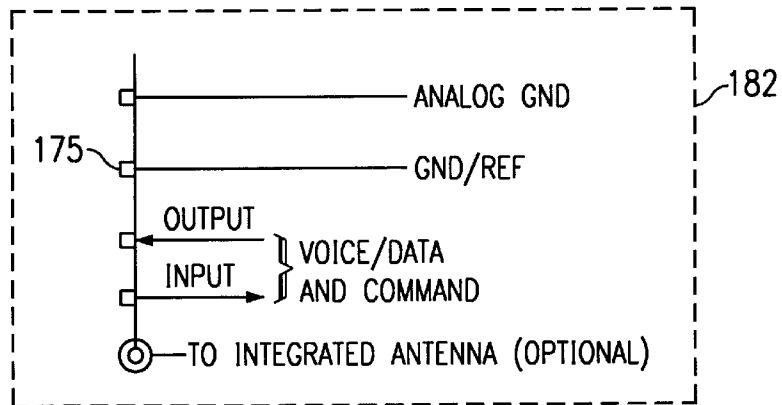 ANALOG GND
182
175
GND/REF
OUTPUT
VOICE/DATA
INPUT
AND COMMAND
TO INTEGRATED ANTENNA (OPTIONAL)